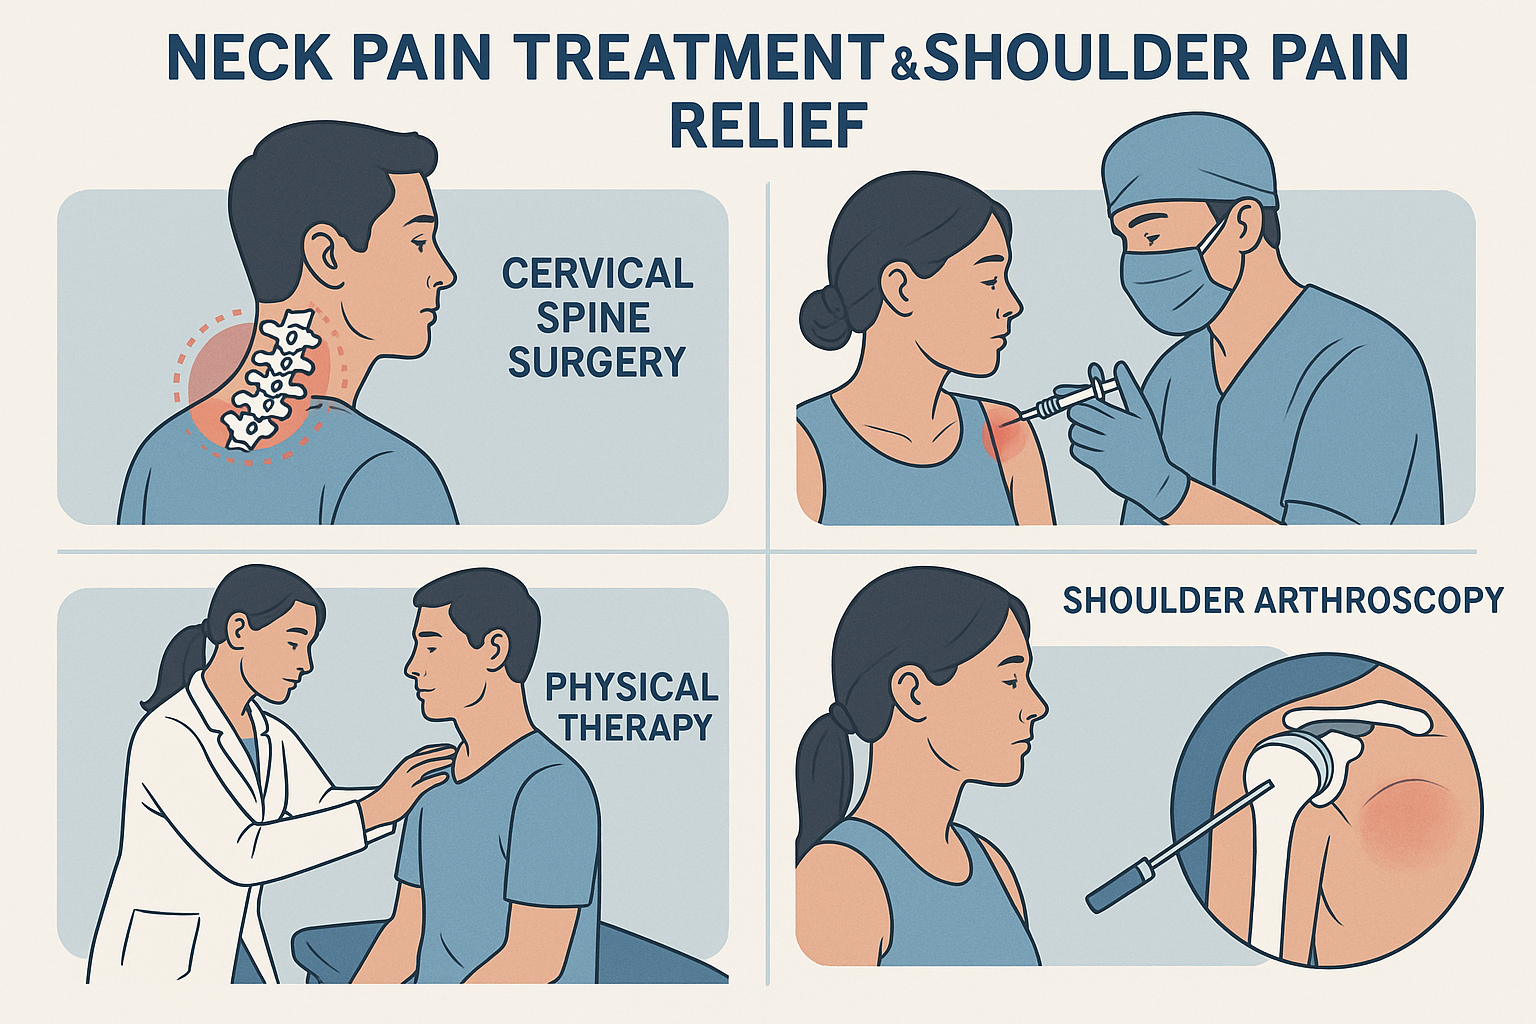 NECK PAIN TREATMENT & SHOULDER PAIN
RELIEF
CERVICAL
SPINE
SURGERY
PHYSICAL
THERAPY
SHOULDER ARTHROSCOPY